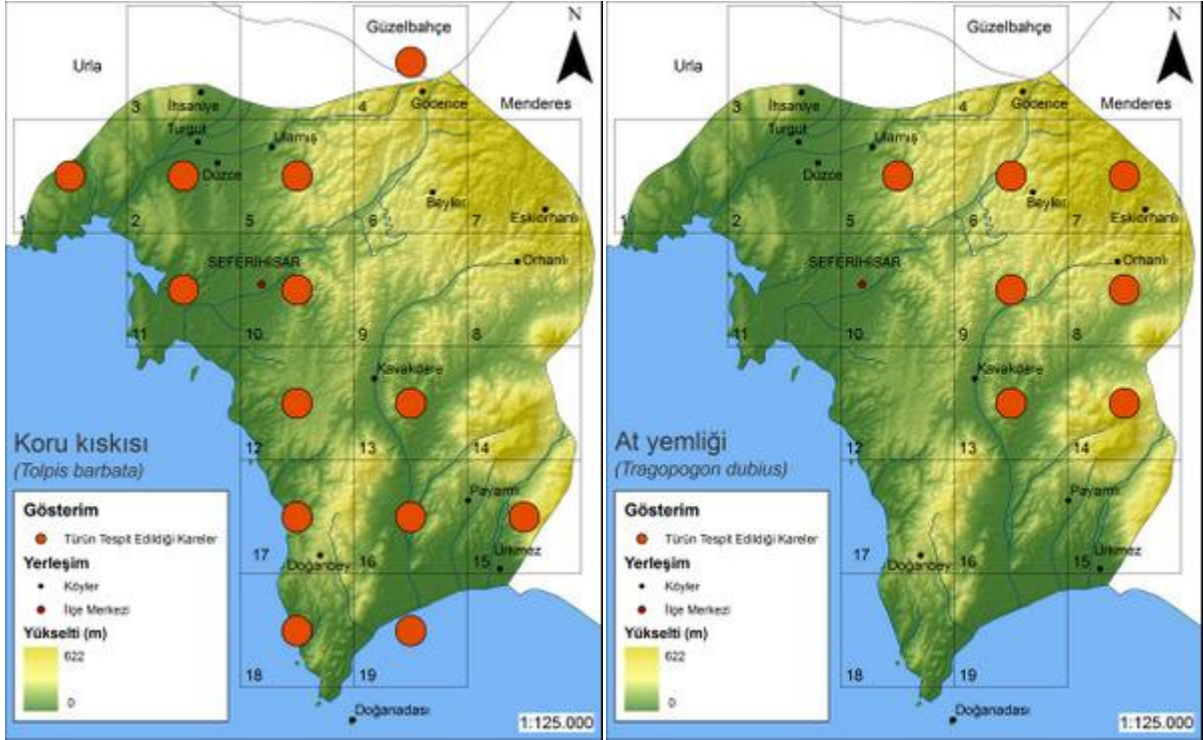 Güzelbahçe
N
Urla
3
4
İhsaniye
Gödence
Menderes
Turgut
Ulamış
Düzce
Beyler
1
2
5
6
7
Eskiorhanlı
SEFERİHİSAR
Orhanlı
11
10
9
8
Kavakdere
Koru kıskısı
(Tolpis barbata)
12
13
14
Gösterim
Türün Tespit Edildiği Kareler
Yerleşim
Köyler
İlçe Merkezi
Yükselti (m)
622
0
Payamlı
17
Doğanbey
16
15
Ürkmez
18
19
Doğanadası
1:125.000
Güzelbahçe
N
Urla
3
4
İhsaniye
Gödence
Menderes
Turgut
Ulamış
Düzce
Beyler
1
2
5
6
7
Eskiorhanlı
SEFERİHİSAR
Orhanlı
11
10
9
8
Kavakdere
At yemliği
(Tragopogon dubius)
12
13
14
Gösterim
Türün Tespit Edildiği Kareler
Yerleşim
Köyler
İlçe Merkezi
Yükselti (m)
622
0
Payamlı
17
Doğanbey
16
15
Ürkmez
18
19
Doğanadası
1:125.000